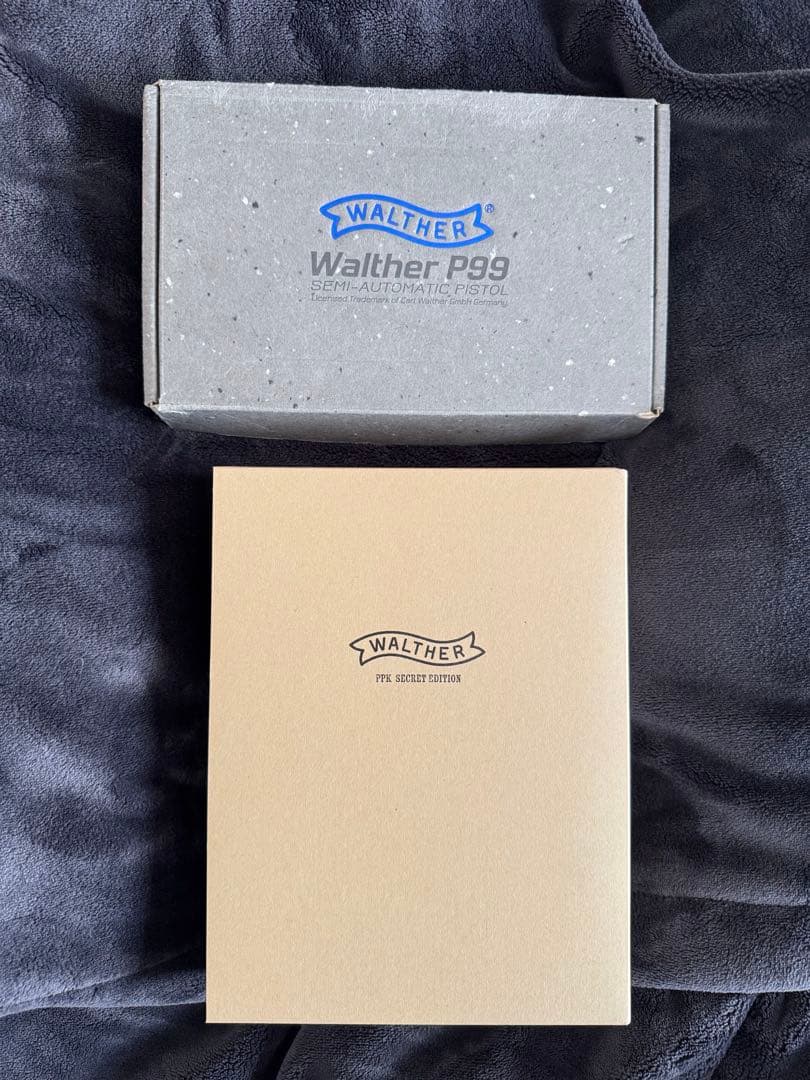 WALTHER®
Walther P99
SEMI-AUTOMATIC PISTOL
Licensed Trademark of Carl Walther GmbH Germany
WALTHER
PPK SECRET EDITION